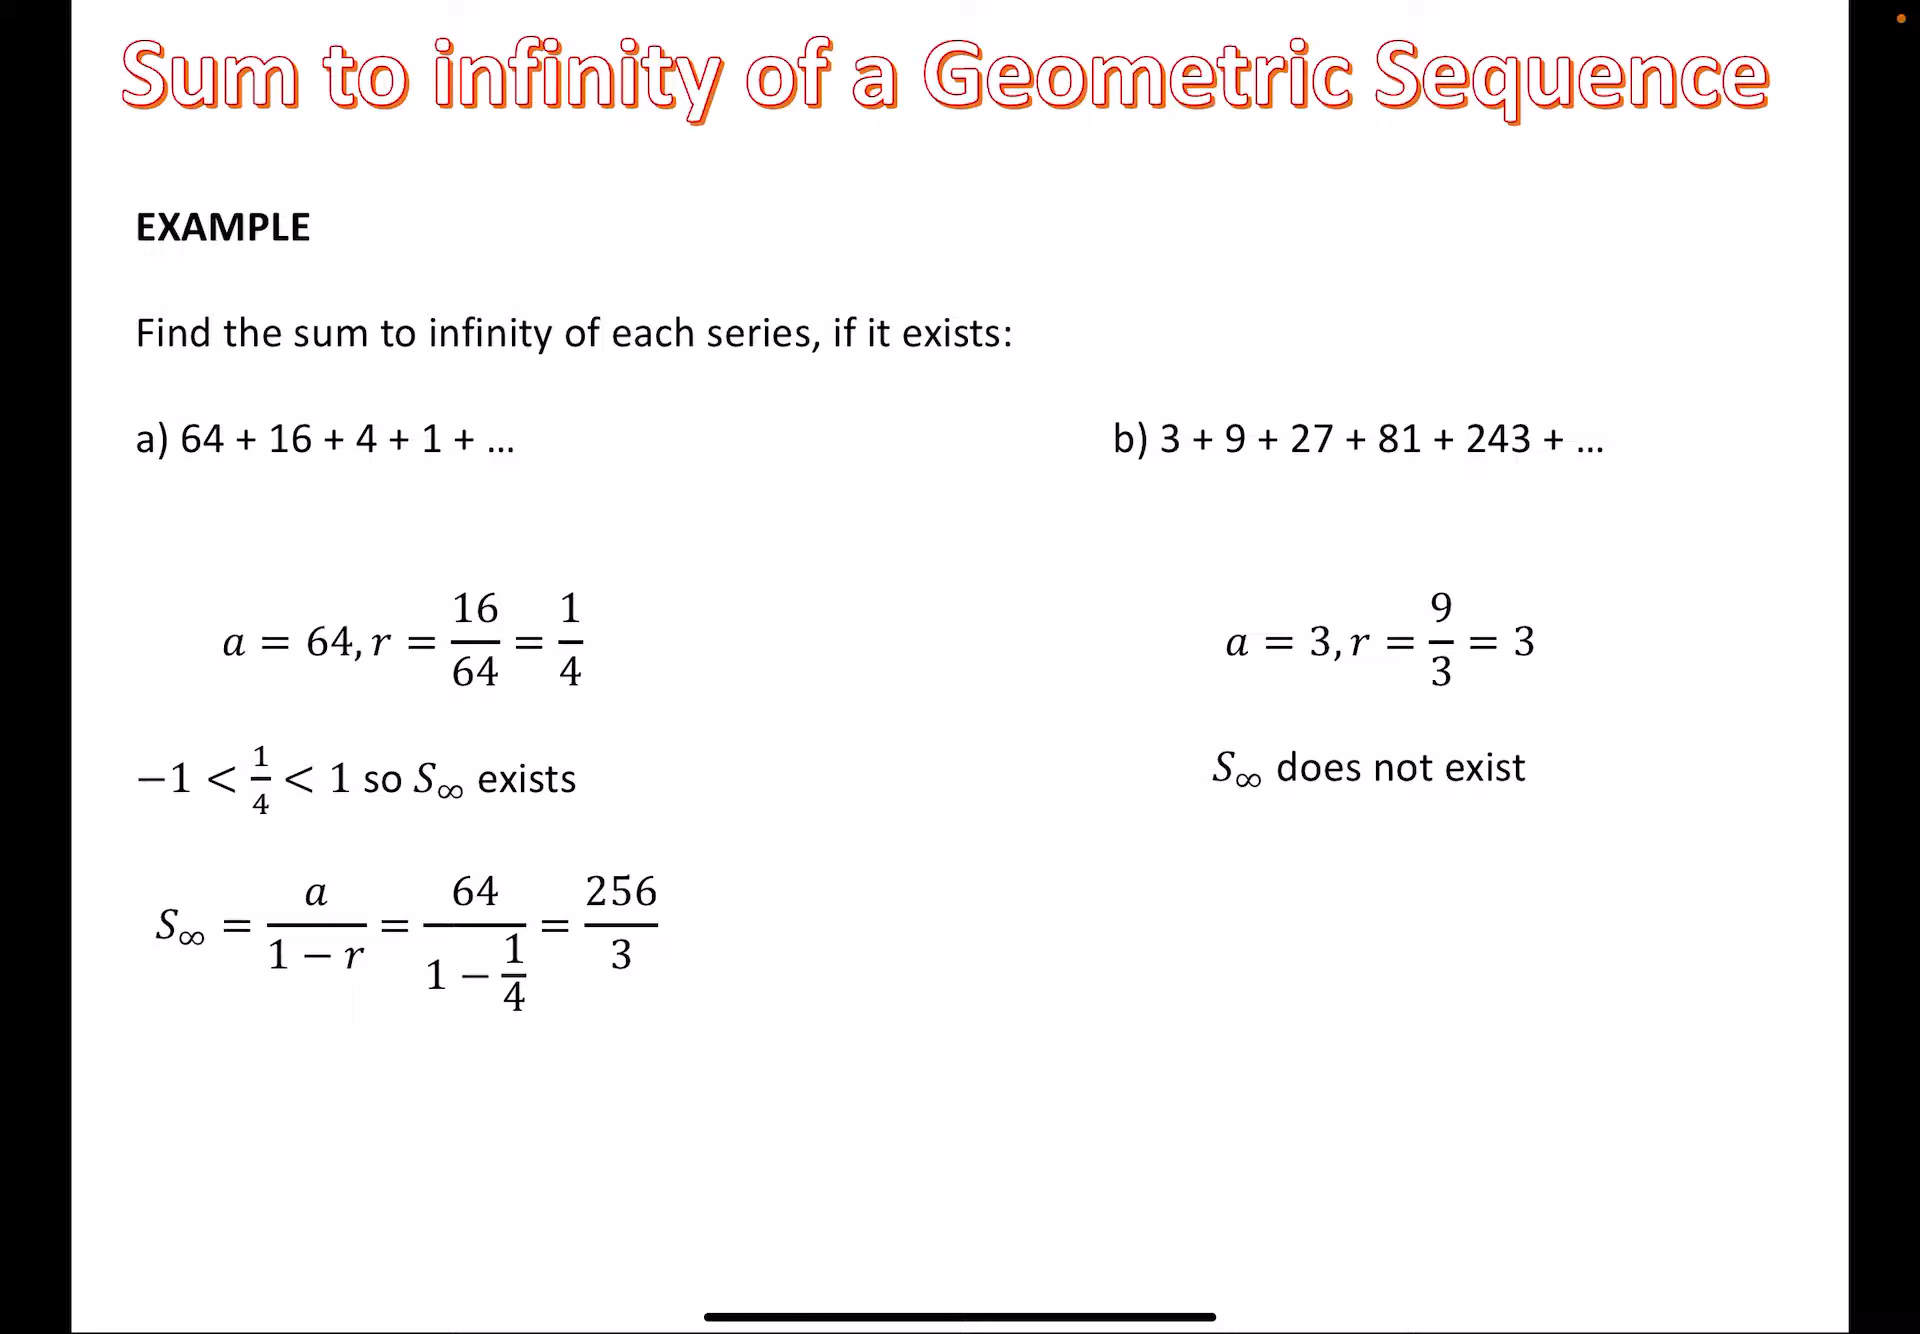 Sum to infinity of a Geometric Sequence
EXAMPLE
Find the sum to infinity of each series, if it exists:
a) 64 + 16 + 4 + 1 + …
b) 3 + 9 + 27 + 81 + 243 + …
a = 64, r = 16/64 = 1/4
a = 3, r = 9/3 = 3
−1 < 1/4 < 1 so S∞ exists
S∞ does not exist
S∞ = a/(1 − r) = 64/(1 − 1/4) = 256/3